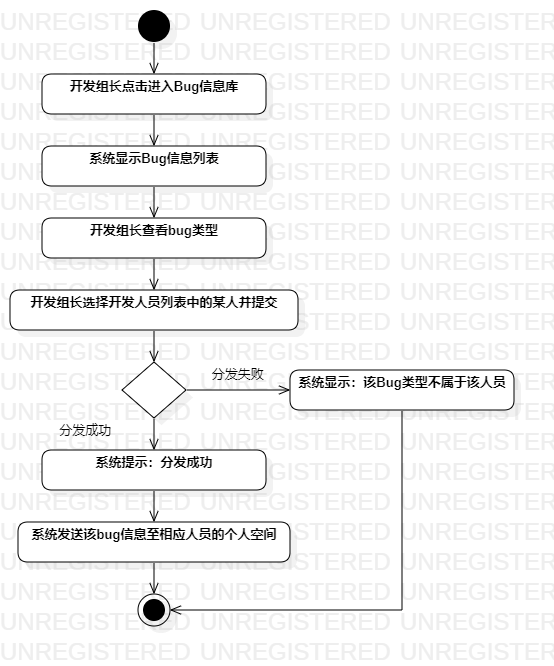 开发组长点击进入Bug信息库
系统显示Bug信息列表
开发组长查看bug类型
开发组长选择开发人员列表中的某人并提交
分发失败
系统显示：该Bug类型不属于该人员
分发成功
系统提示：分发成功
系统发送该bug信息至相应人员的个人空间
UNREGISTERED UNREGISTERED UNREGISTERED